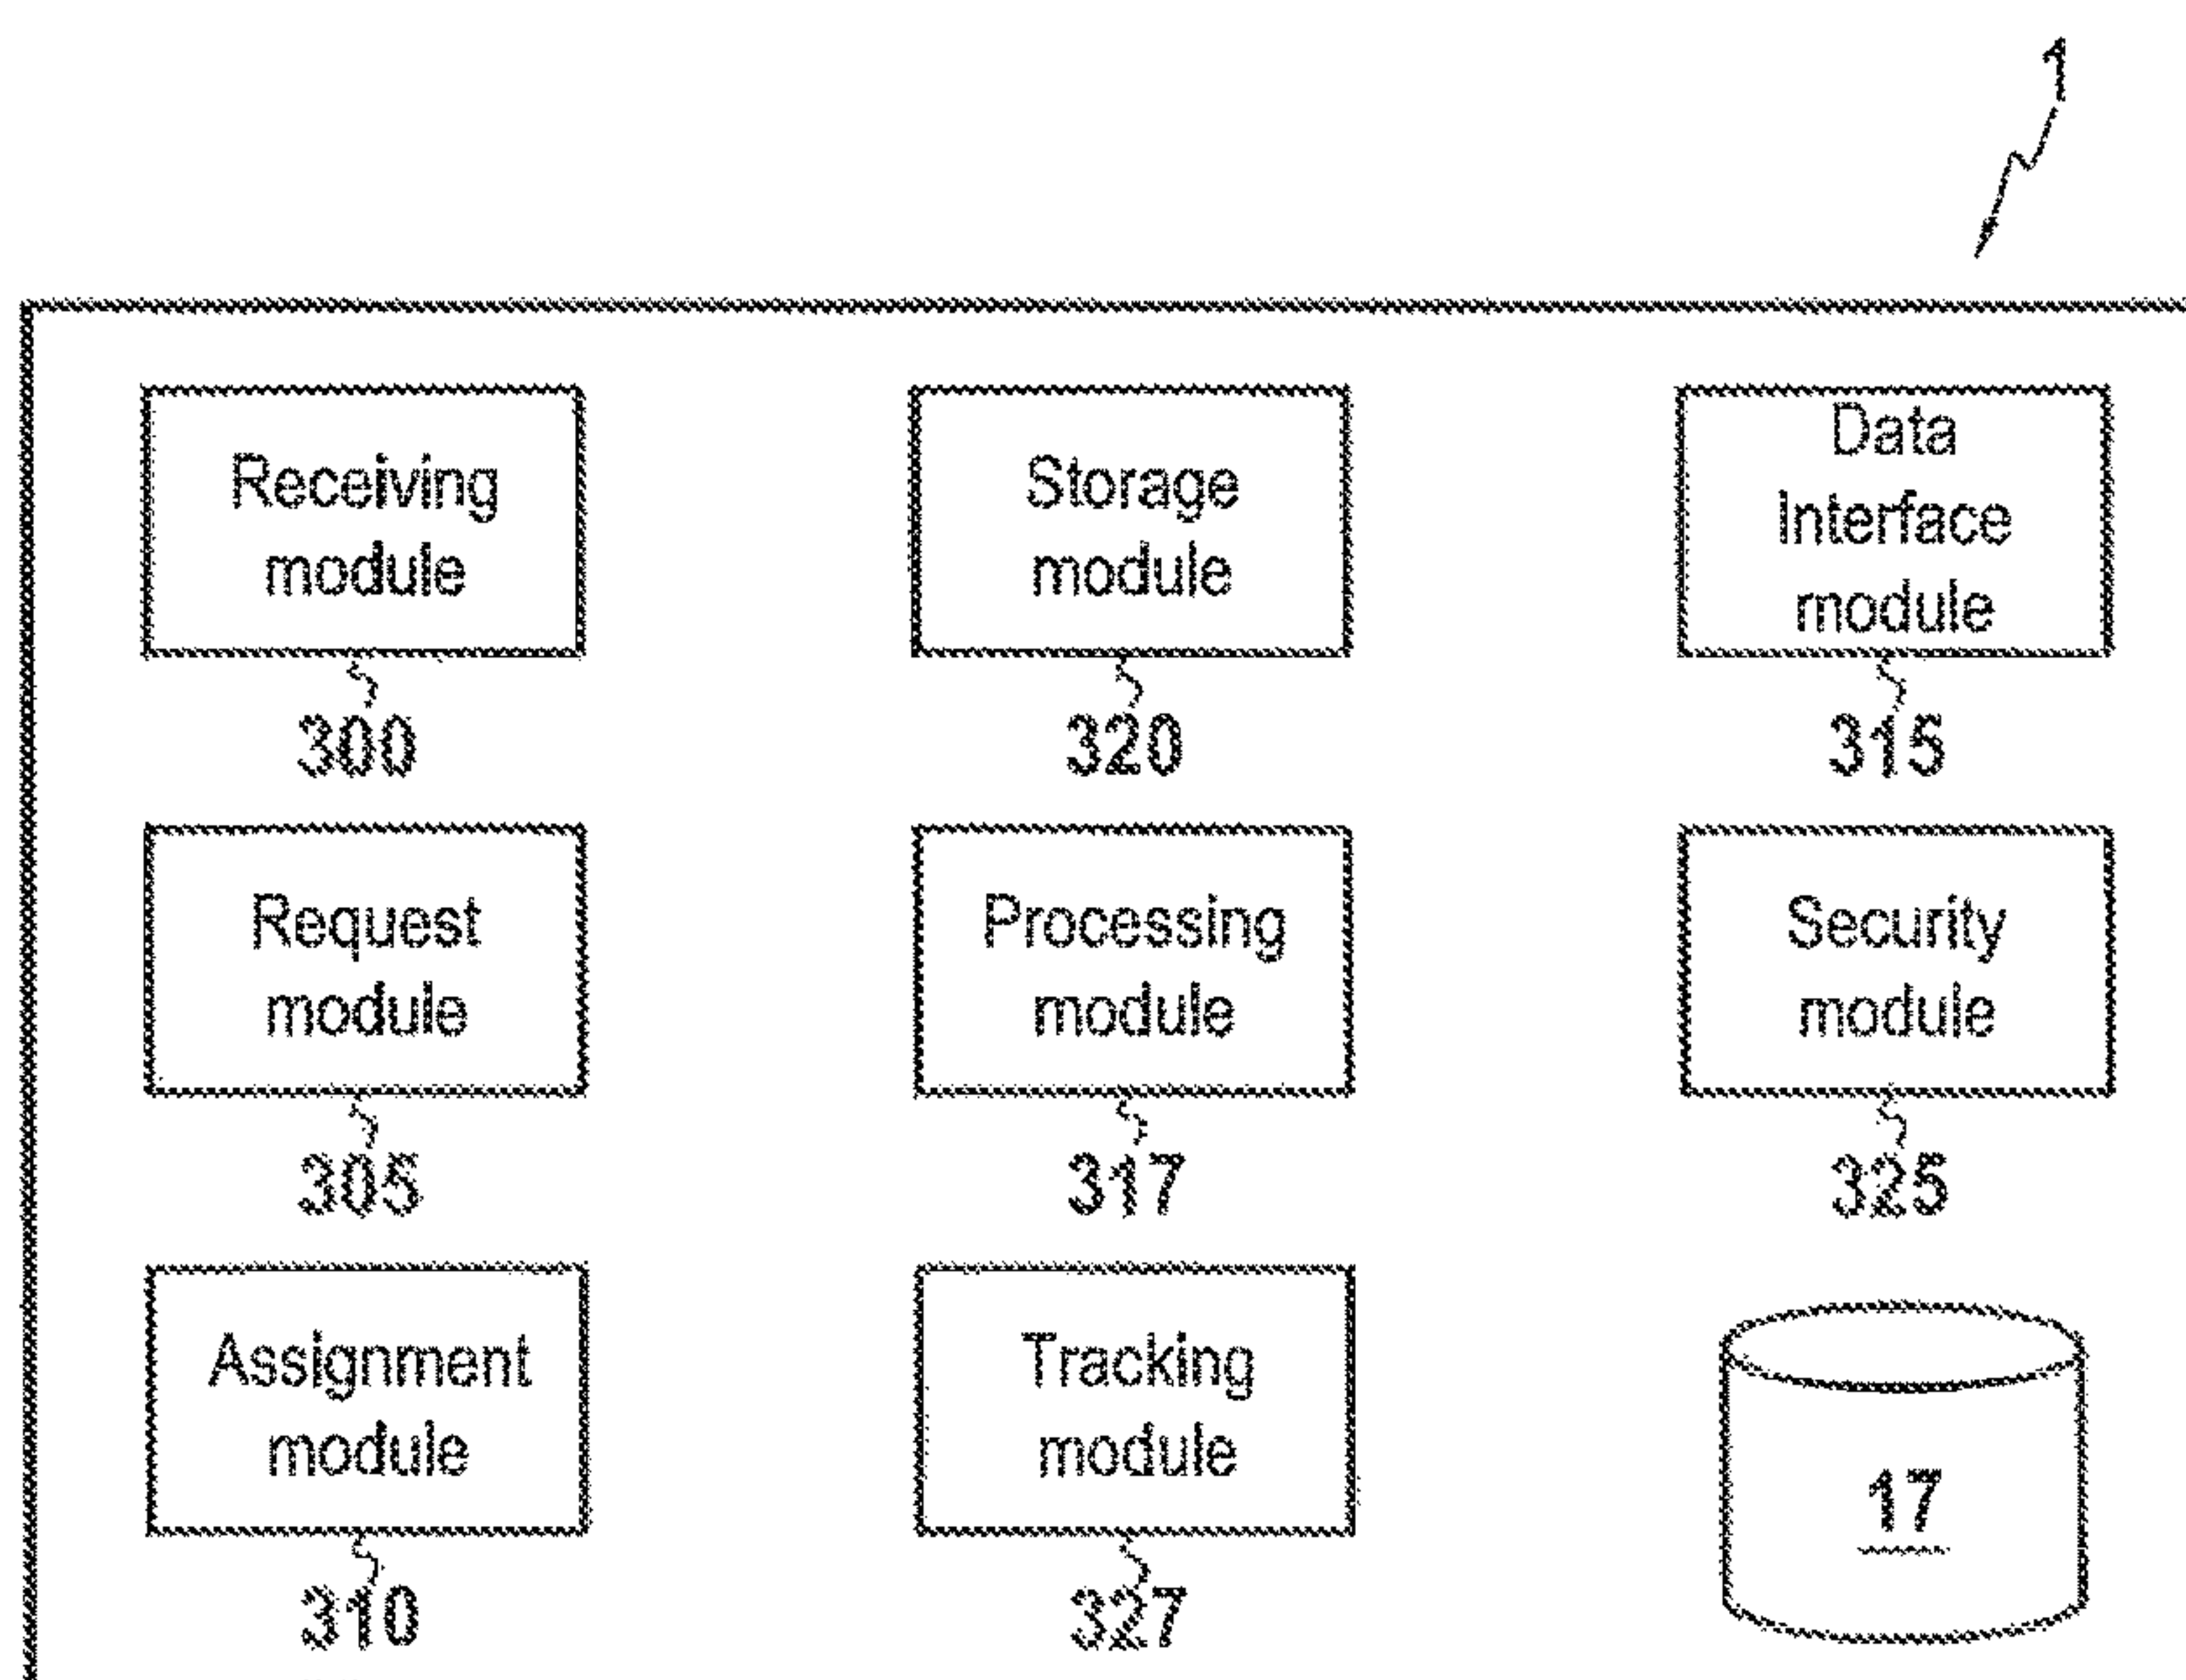 1
Receiving
module
300
Storage
module
320
Data
Interface
module
315
Request
module
305
Processing
module
317
Security
module
325
Assignment
module
310
Tracking
module
327
17